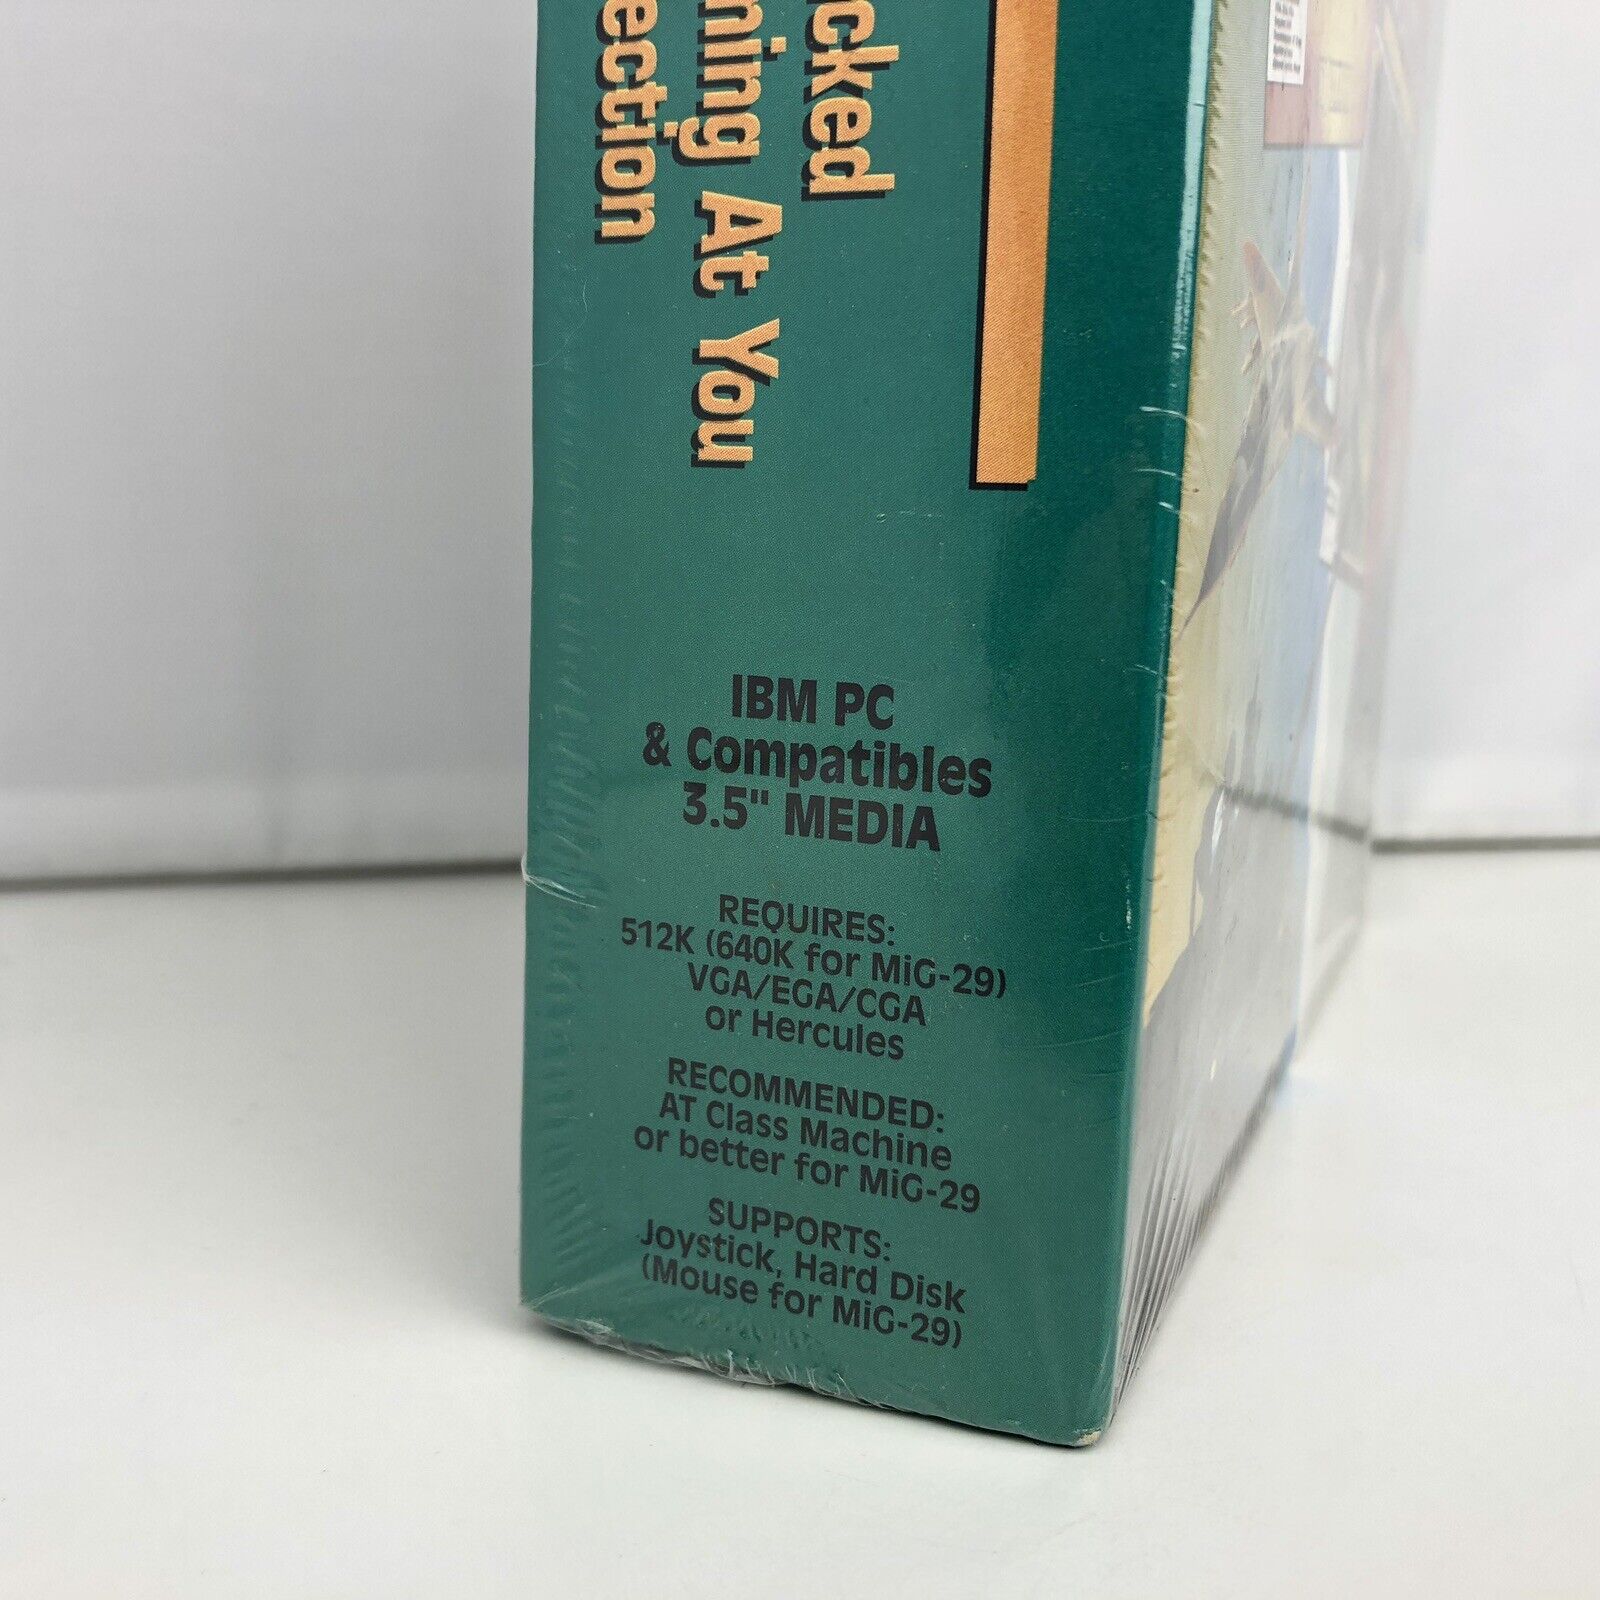 cked
ning At You
ection
IBM PC
& Compatibles
3.5" MEDIA
REQUIRES:
512K (640K for MiG-29)
VGA/EGA/CGA
or Hercules
RECOMMENDED:
AT Class Machine
or better for MiG-29
SUPPORTS:
Joystick, Hard Disk
(Mouse for MiG-29)